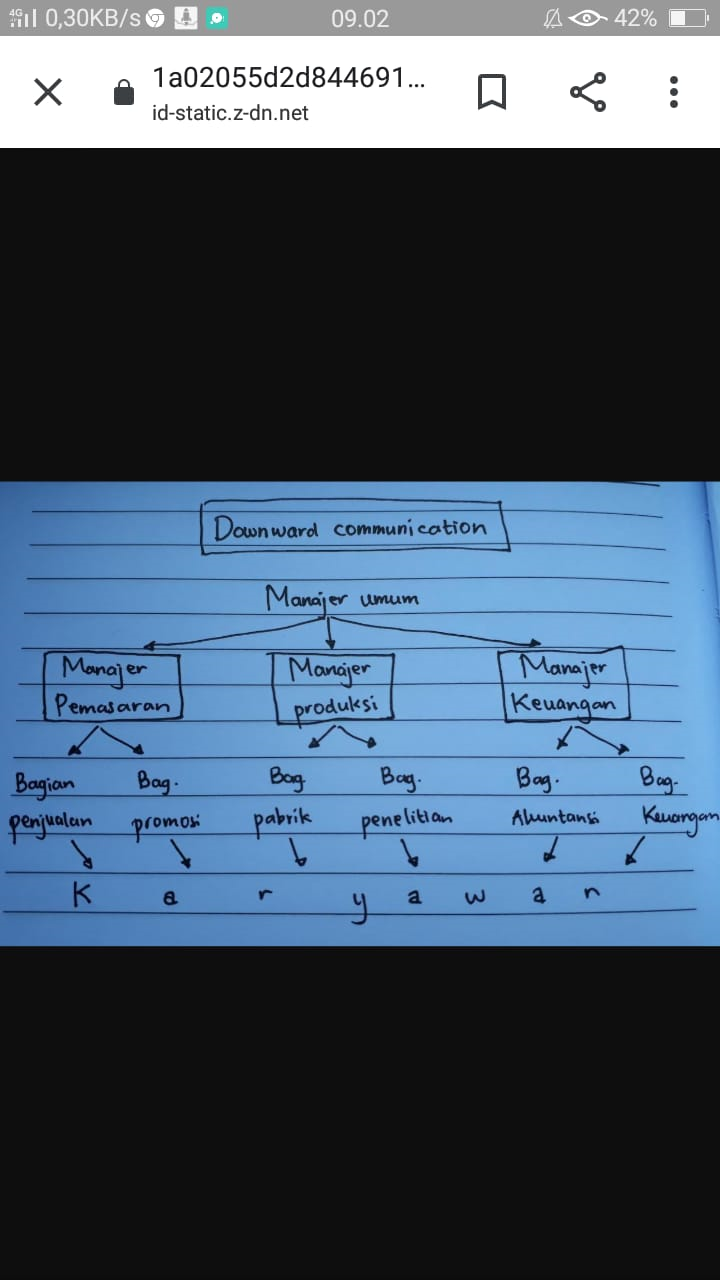 4G 0,30KB/s 09.02 42%
1a02055d2d844691...
id-static.z-dn.net
Downward communication
Manajer umum
Manajer Manajer Manajer
Pemasaran produksi Keuangan
Bagian Bag. Bag Bag. Bag. Bag.
penjualan promosi pabrik penelitian Akuntansi Keuangan
K a r y a w a n